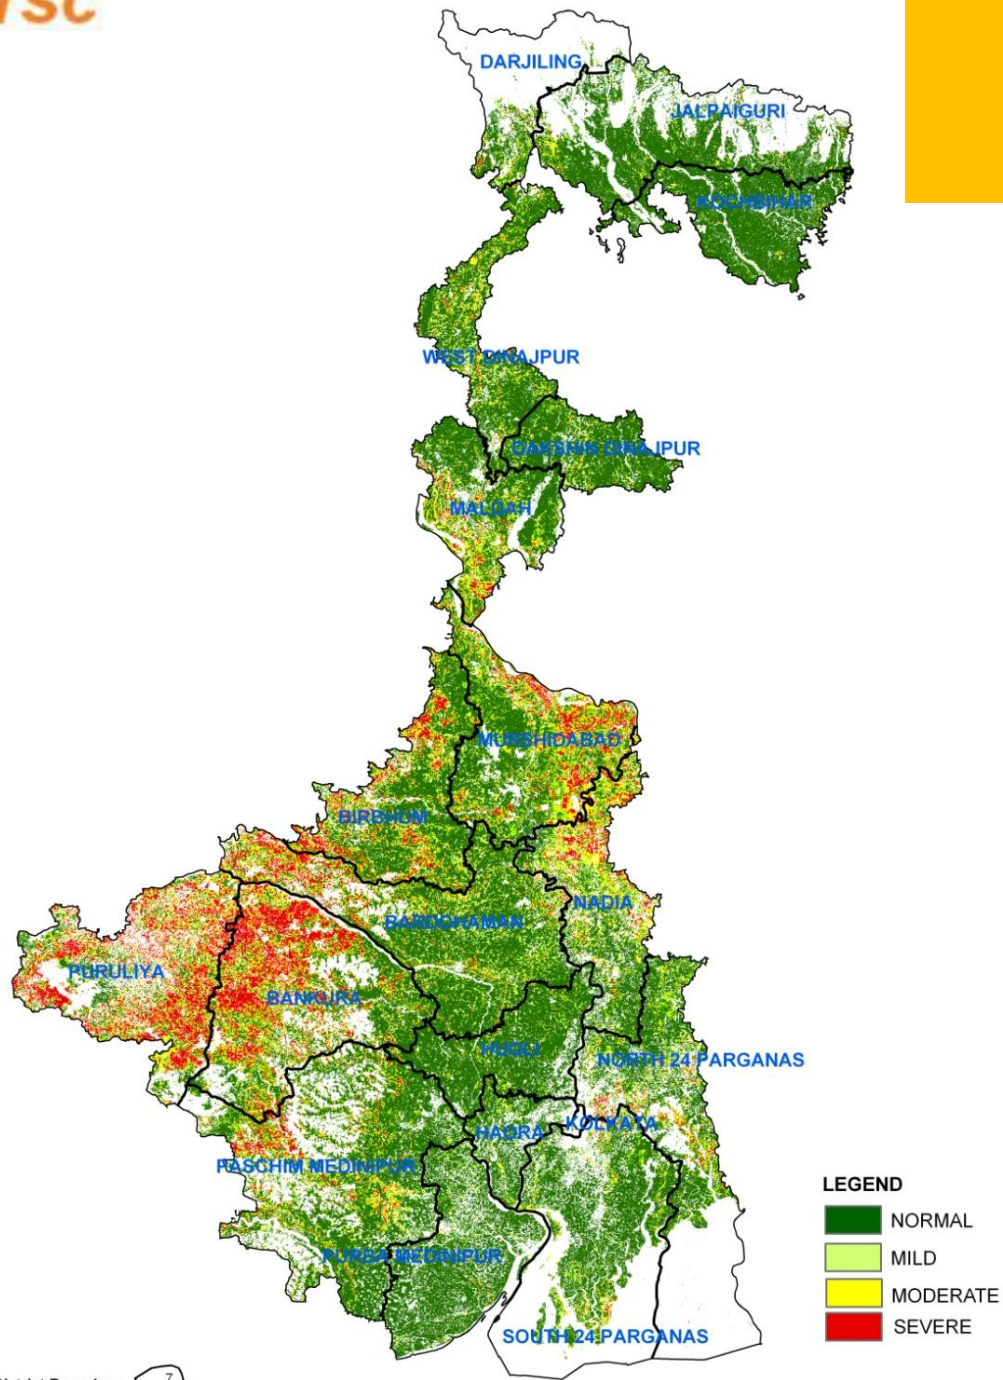 DARJILING
JALPAIGURI
KOCHBIHAR
WEST DINAJPUR
DAKSHIN DINAJPUR
MALDAH
MURSHIDABAD
BIRBHUM
NADIA
BARDDHAMAN
PURULIYA
BANKURA
HUGLI
NORTH 24 PARGANAS
KOLKATA
HAORA
PASCHIM MEDINIPUR
PURBA MEDINIPUR
SOUTH 24 PARGANAS
LEGEND
NORMAL
MILD
MODERATE
SEVERE